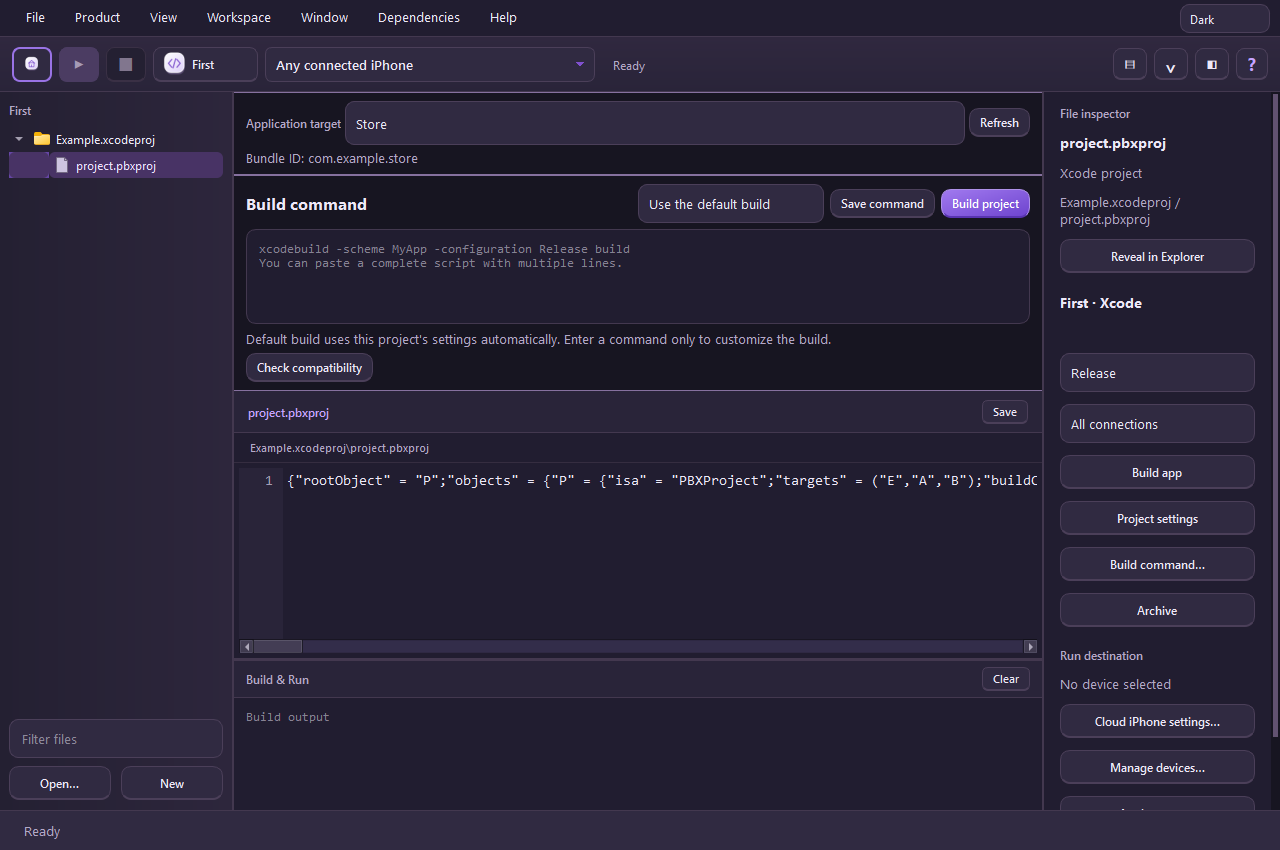 File Product View Workspace Window Dependencies Help Dark
First Any connected iPhone Ready ?
First
Example.xcodeproj
project.pbxproj
Filter files
Open... New
Application target Store Refresh
Bundle ID: com.example.store
Build command Use the default build Save command Build project
xcodebuild -scheme MyApp -configuration Release build
You can paste a complete script with multiple lines.
Default build uses this project's settings automatically. Enter a command only to customize the build.
Check compatibility
project.pbxproj Save
Example.xcodeproj\project.pbxproj
1 {"rootObject" = "P";"objects" = {"P" = {"isa" = "PBXProject";"targets" = ("E","A","B");"buildC
Build & Run Clear
Build output
File inspector
project.pbxproj
Xcode project
Example.xcodeproj /
project.pbxproj
Reveal in Explorer
First · Xcode
Release
All connections
Build app
Project settings
Build command...
Archive
Run destination
No device selected
Cloud iPhone settings...
Manage devices...
Ready